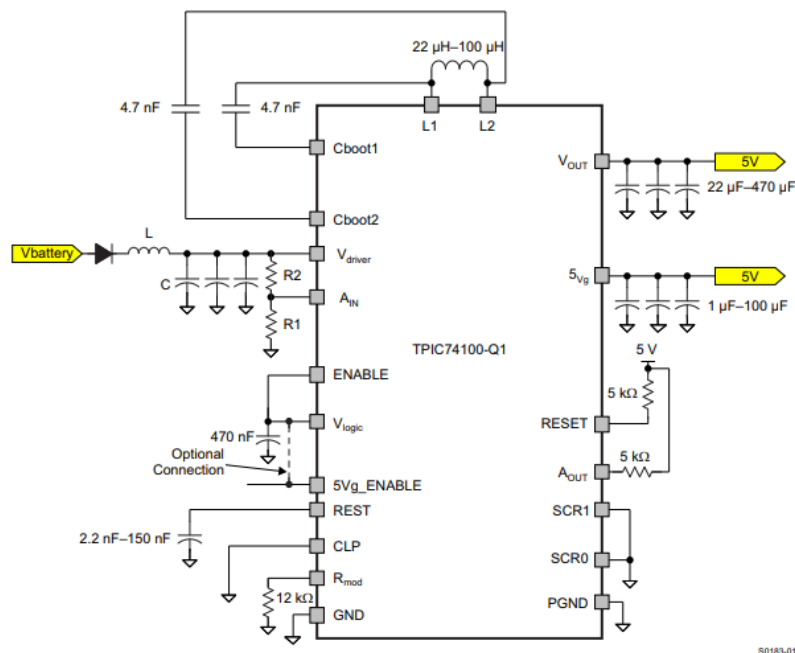 22 μH–100 μH
4.7 nF
4.7 nF
L1
L2
Cboot1
VOUT
5V
22 μF–470 μF
Cboot2
L
Vbattery
Vdriver
R2
C
AIN
R1
5Vg
5V
1 μF–100 μF
TPIC74100-Q1
5 V
5 kΩ
ENABLE
RESET
Vlogic
470 nF
Optional
Connection
5 kΩ
AOUT
5Vg_ENABLE
REST
SCR1
2.2 nF–150 nF
CLP
SCR0
Rmod
12 kΩ
PGND
GND
S0183-01